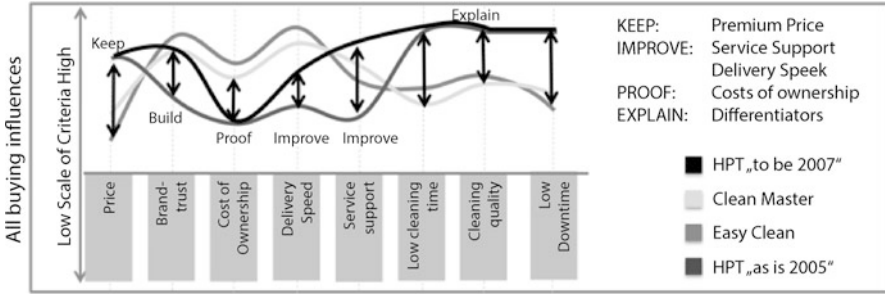 All buying influences
Low Scale of Criteria High
Keep
Build
Proof
Improve
Improve
Explain
Price
Brand-
trust
Cost of
Ownership
Delivery
Speed
Service
support
Low cleaning
time
Cleaning
quality
Low
Downtime
KEEP: Premium Price
IMPROVE: Service Support
Delivery Speek
PROOF: Costs of ownership
EXPLAIN: Differentiators
HPT „to be 2007“
Clean Master
Easy Clean
HPT „as is 2005“